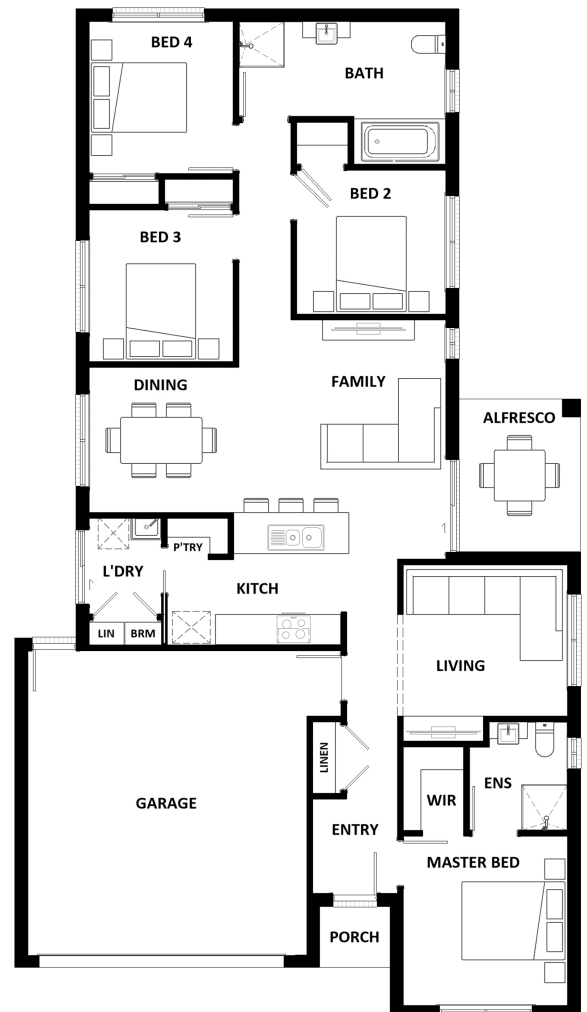 BED 4
BATH
BED 2
BED 3
DINING
FAMILY
ALFRESCO
P'TRY
L'DRY
KITCH
LIN
BRM
LIVING
LINEN
ENS
WIR
GARAGE
ENTRY
MASTER BED
PORCH